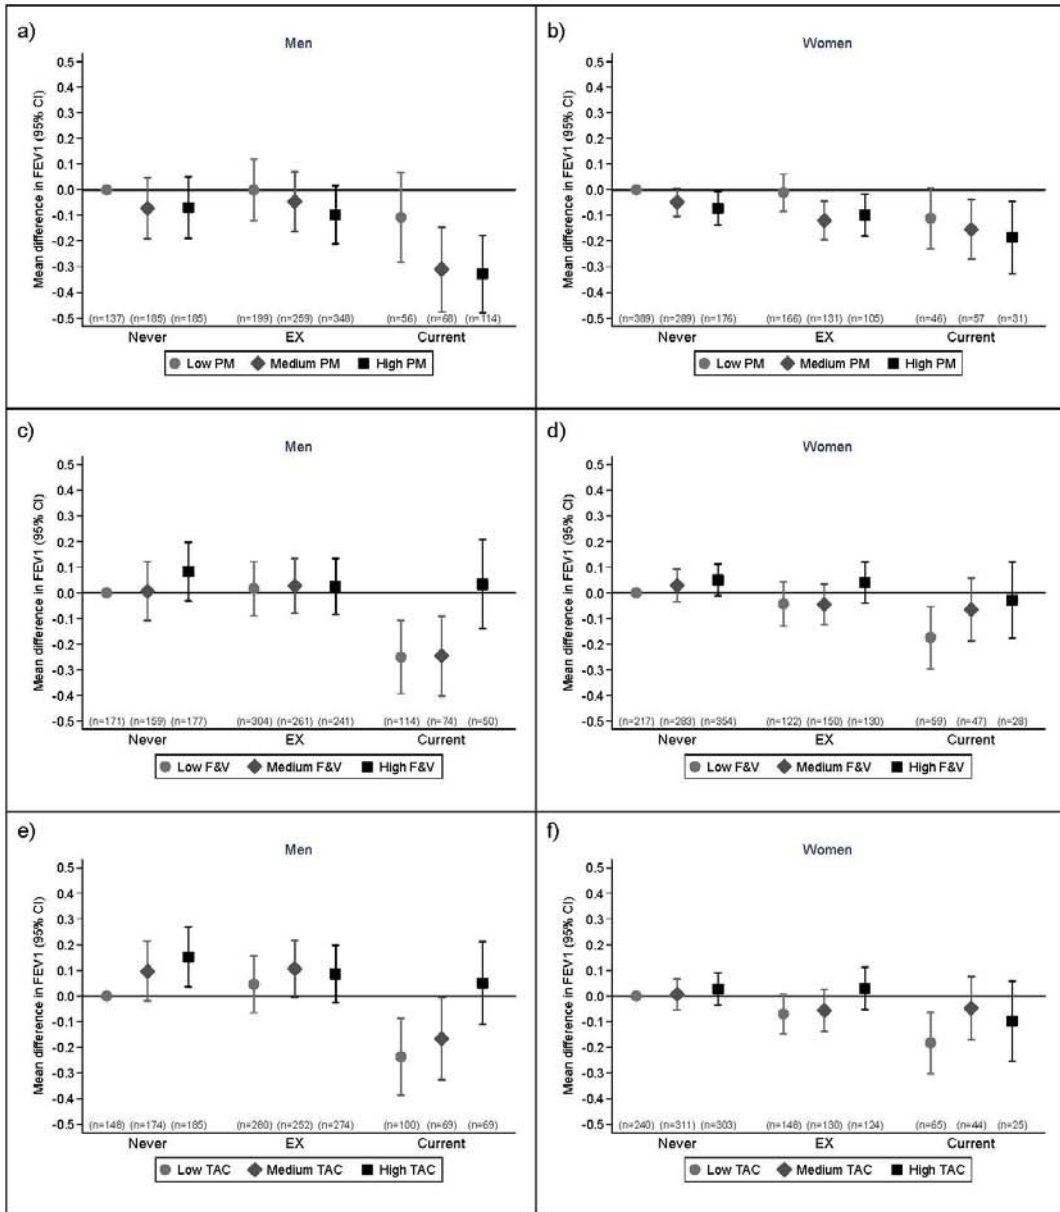 a)
Men
Mean difference in FEV1 (95% CI)
0.5
0.4
0.3
0.2
0.1
0.0
-0.1
-0.2
-0.3
-0.4
-0.5
(n=137) (n=185) (n=185) (n=199) (n=259) (n=348) (n=56) (n=68) (n=114)
Never EX Current
Low PM Medium PM High PM
b)
Women
Mean difference in FEV1 (95% CI)
0.5
0.4
0.3
0.2
0.1
0.0
-0.1
-0.2
-0.3
-0.4
-0.5
(n=389) (n=289) (n=176) (n=166) (n=131) (n=105) (n=46) (n=57) (n=31)
Never EX Current
Low PM Medium PM High PM
c)
Men
Mean difference in FEV1 (95% CI)
0.5
0.4
0.3
0.2
0.1
0.0
-0.1
-0.2
-0.3
-0.4
-0.5
(n=171) (n=159) (n=177) (n=304) (n=261) (n=241) (n=114) (n=74) (n=50)
Never EX Current
Low F&V Medium F&V High F&V
d)
Women
Mean difference in FEV1 (95% CI)
0.5
0.4
0.3
0.2
0.1
0.0
-0.1
-0.2
-0.3
-0.4
-0.5
(n=217) (n=283) (n=354) (n=122) (n=150) (n=130) (n=59) (n=47) (n=28)
Never EX Current
Low F&V Medium F&V High F&V
e)
Men
Mean difference in FEV1 (95% CI)
0.5
0.4
0.3
0.2
0.1
0.0
-0.1
-0.2
-0.3
-0.4
-0.5
(n=148) (n=174) (n=185) (n=280) (n=252) (n=274) (n=100) (n=69) (n=69)
Never EX Current
Low TAC Medium TAC High TAC
f)
Women
Mean difference in FEV1 (95% CI)
0.5
0.4
0.3
0.2
0.1
0.0
-0.1
-0.2
-0.3
-0.4
-0.5
(n=240) (n=311) (n=303) (n=148) (n=130) (n=124) (n=65) (n=44) (n=25)
Never EX Current
Low TAC Medium TAC High TAC